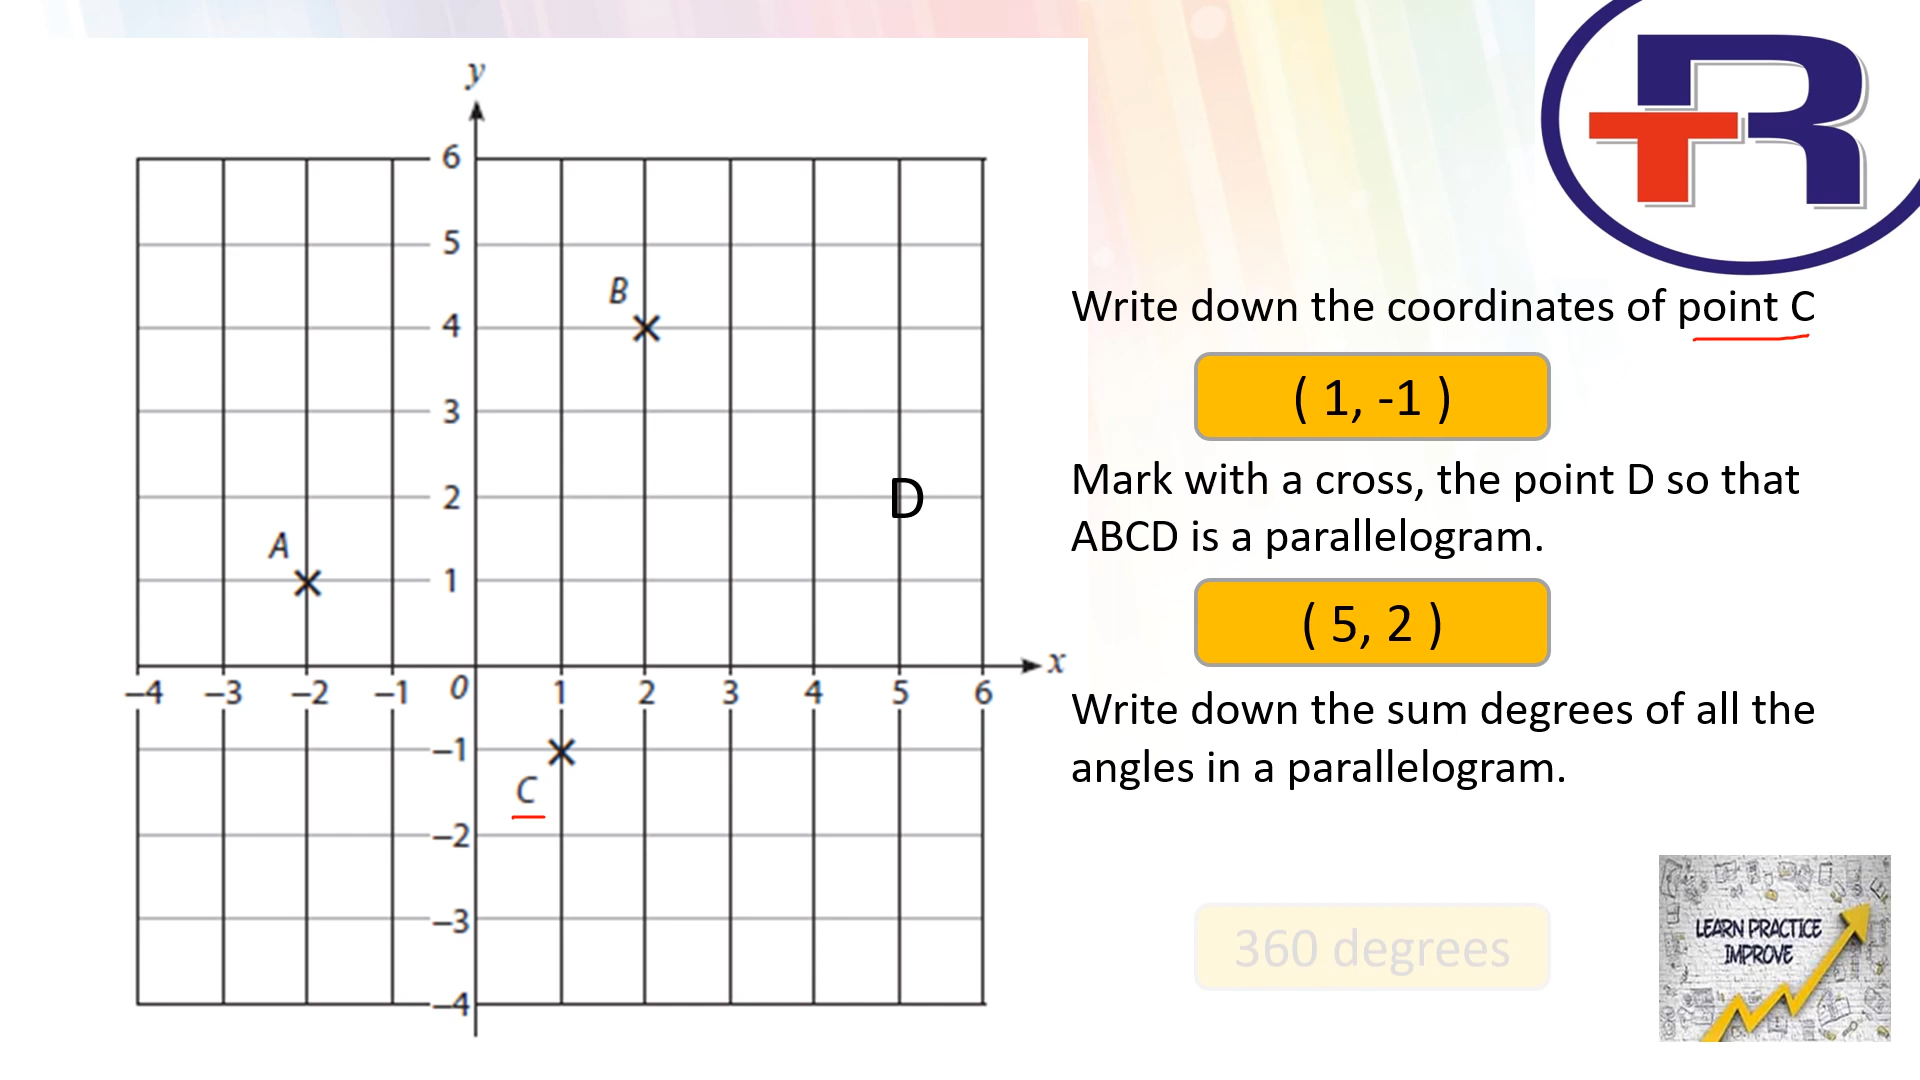 y
6
5
B
4
3
2
D
A
1
x
–4 –3 –2 –1 0 1 2 3 4 5 6
–1
C
–2
–3
–4
TR
Write down the coordinates of point C
( 1, -1 )
Mark with a cross, the point D so that
ABCD is a parallelogram.
( 5, 2 )
Write down the sum degrees of all the
angles in a parallelogram.
360 degrees
LEARN PRACTICE
IMPROVE